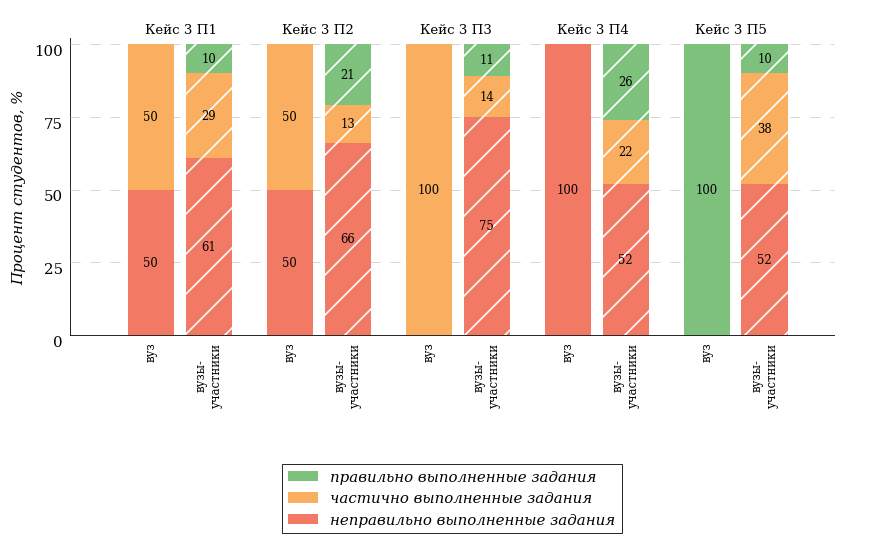 Кейс 3 П1 Кейс 3 П2 Кейс 3 П3 Кейс 3 П4 Кейс 3 П5
Процент студентов, %
100
75
50
25
0
50 50
10 29 61
50 50
21 13 66
100
11 14 75
100
26 22 52
100
10 38 52
вуз
вузы-
участники
вуз
вузы-
участники
вуз
вузы-
участники
вуз
вузы-
участники
вуз
вузы-
участники
правильно выполненные задания
частично выполненные задания
неправильно выполненные задания